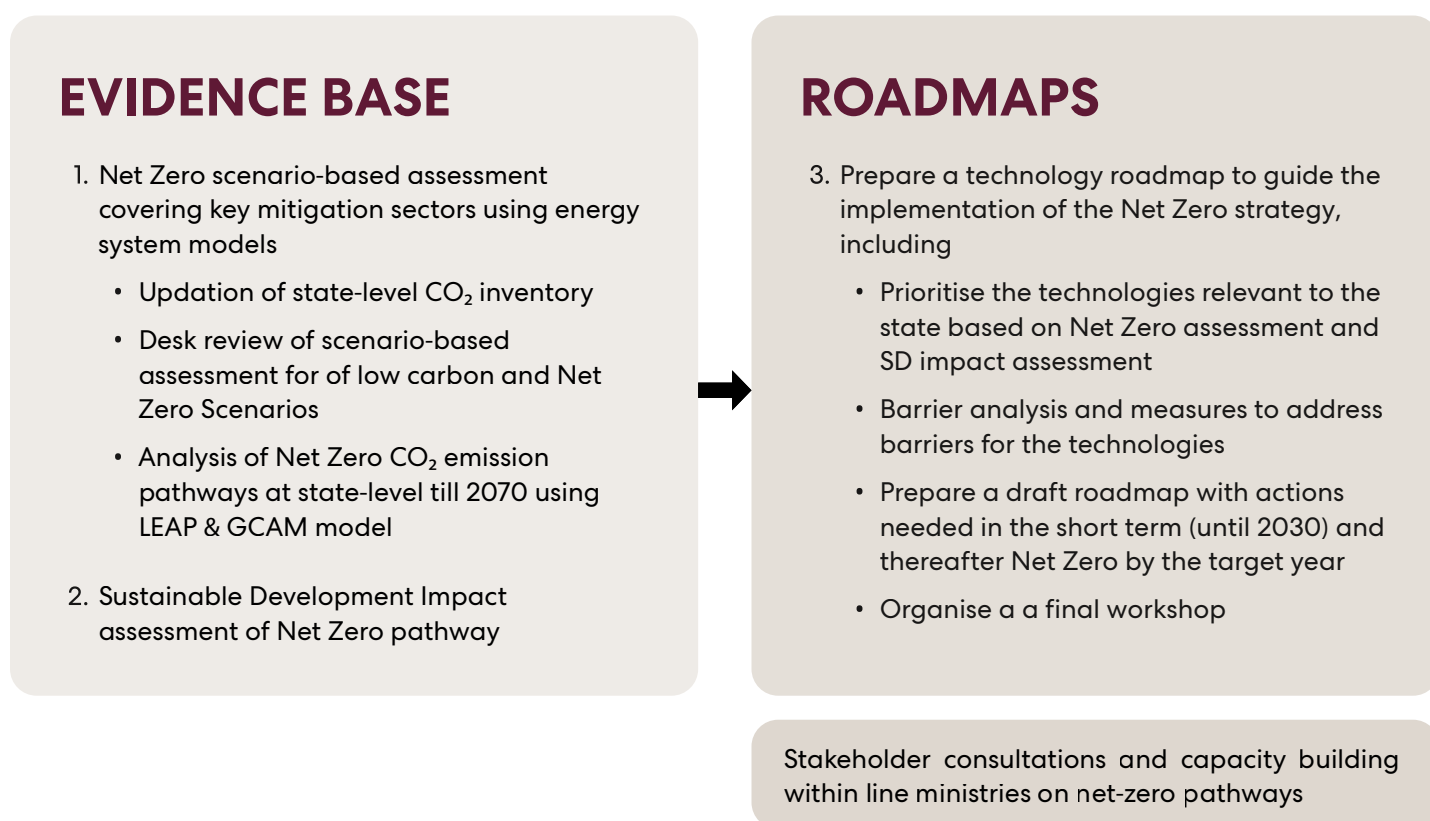 EVIDENCE BASE
1. Net Zero scenario-based assessment
covering key mitigation sectors using energy
system models
• Updation of state-level CO₂ inventory
• Desk review of scenario-based
assessment for of low carbon and Net
Zero Scenarios
• Analysis of Net Zero CO₂ emission
pathways at state-level till 2070 using
LEAP & GCAM model
2. Sustainable Development Impact
assessment of Net Zero pathway
ROADMAPS
3. Prepare a technology roadmap to guide the
implementation of the Net Zero strategy,
including
• Prioritise the technologies relevant to the
state based on Net Zero assessment and
SD impact assessment
• Barrier analysis and measures to address
barriers for the technologies
• Prepare a draft roadmap with actions
needed in the short term (until 2030) and
thereafter Net Zero by the target year
• Organise a a final workshop
Stakeholder consultations and capacity building
within line ministries on net-zero pathways